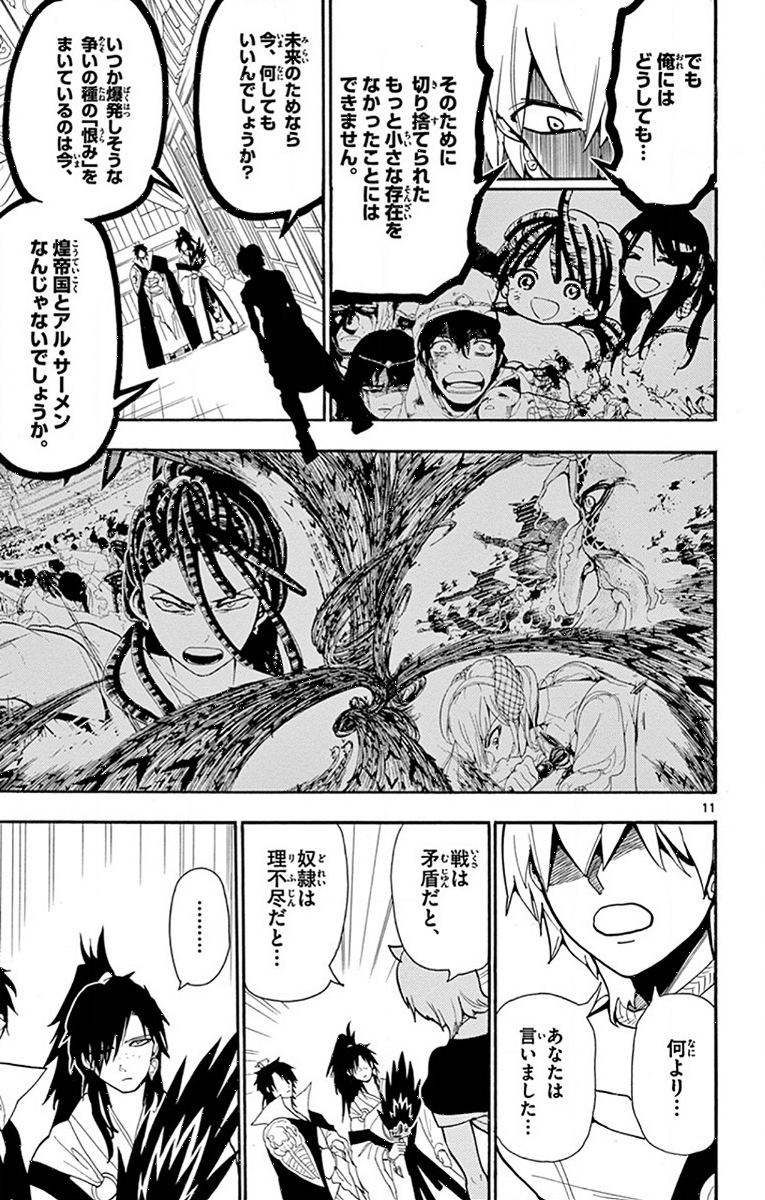 でも
俺には
どうしても…
そのために
切り捨てられた
もっと小さな存在を
なかったことには
できません。
未来のためなら
今、何しても
いいんでしょうか？
いつか爆発しそうな
争いの種の「恨み」を
まいているのは今、
煌帝国とアル・サーメン
なんじゃないでしょうか。
11
何より…
あなたは
言いました…
戦は
矛盾だと、
奴隷は
理不尽だと…
………